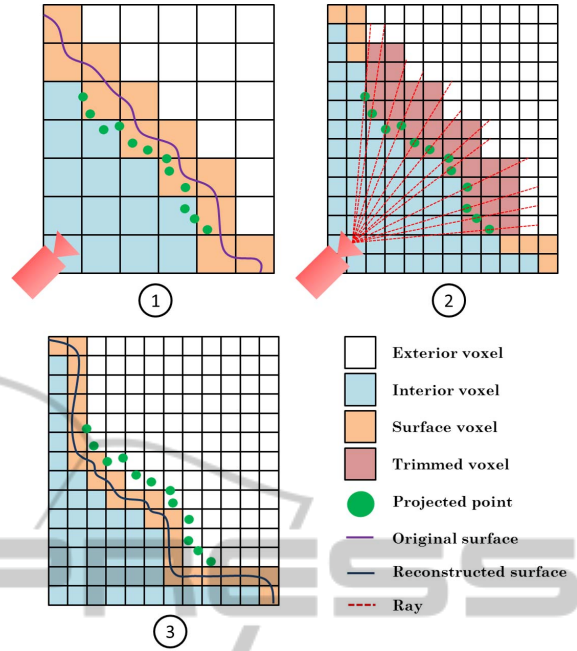 1
2
Exterior voxel
Interior voxel
Surface voxel
Trimmed voxel
Projected point
Original surface
Reconstructed surface
Ray
3